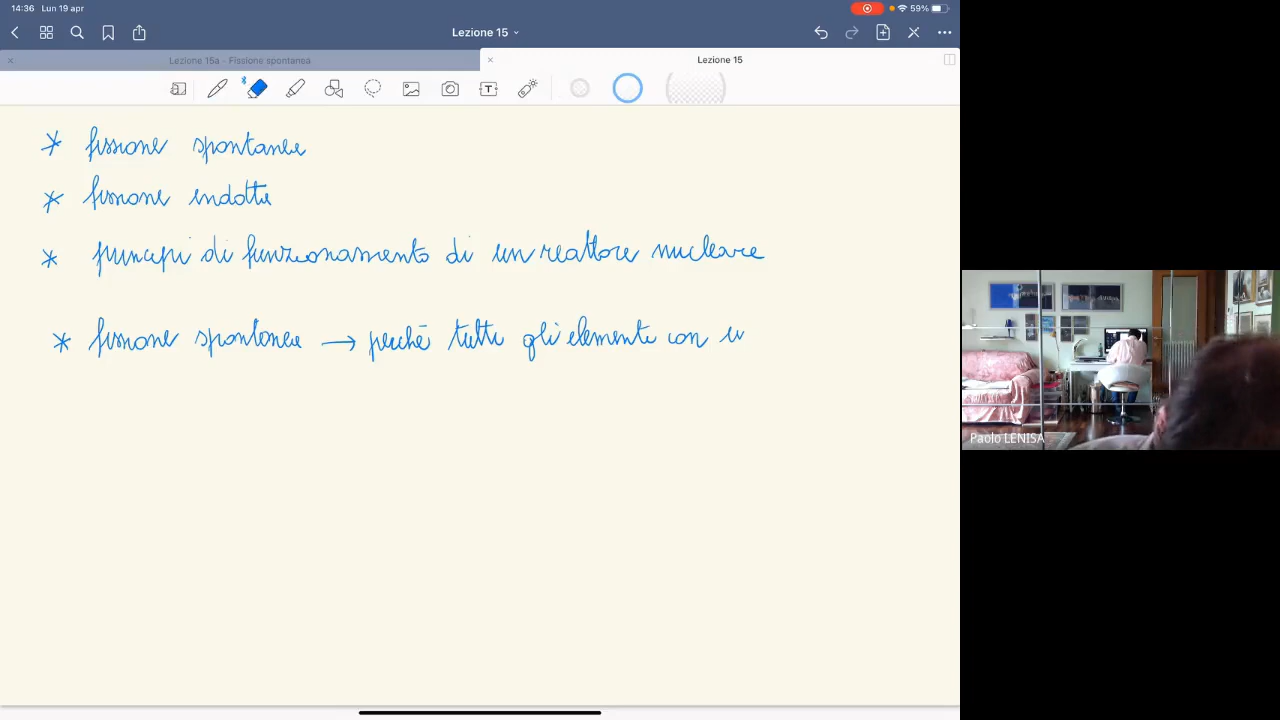 14:36 Lun 19 apr
59%
Lezione 15
Lezione 15a - Fissione spontanea
Lezione 15
T
* fissione spontanea
* fissione indotta
* principi di funzionamento di un reattore nucleare
* fissione spontanea → perché tutti gli elementi con
Paolo LENISA